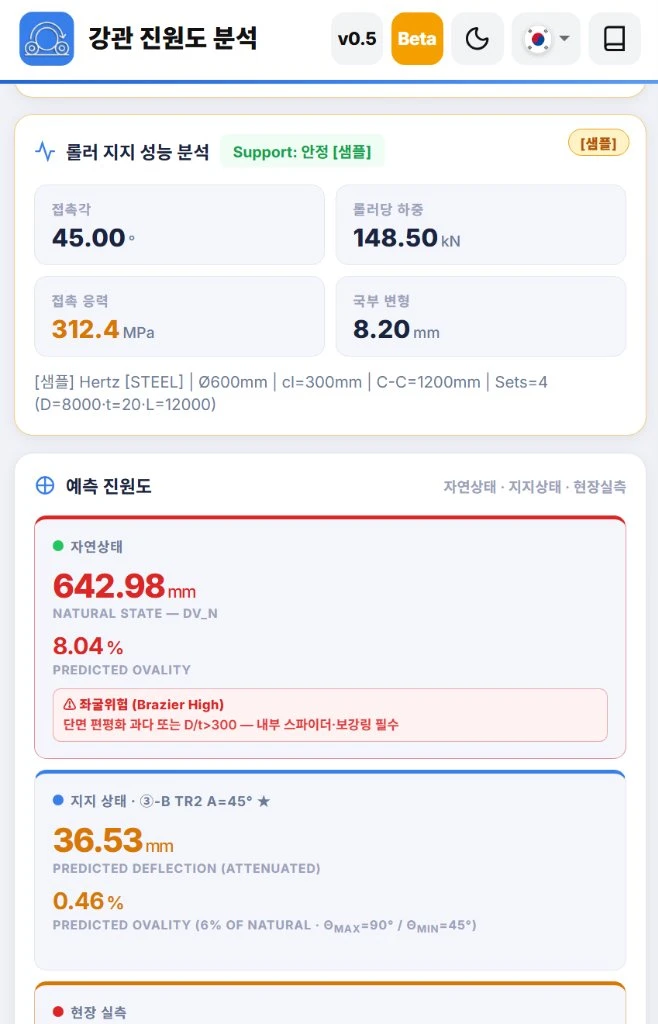 강관 진원도 분석
v0.5
Beta
롤러 지지 성능 분석
Support: 안정 [샘플]
[샘플]
접촉각
45.00°
롤러당 하중
148.50 kN
접촉 응력
312.4 MPa
국부 변형
8.20 mm
[샘플] Hertz [STEEL] | Ø600mm | cl=300mm | C-C=1200mm | Sets=4
(D=8000·t=20·L=12000)
예측 진원도
자연상태 · 지지상태 · 현장실측
자연상태
642.98 mm
NATURAL STATE — DV_N
8.04 %
PREDICTED OVALITY
⚠ 좌굴위험 (Brazier High)
단면 편평화 과다 또는 D/t>300 — 내부 스파이더·보강링 필수
지지 상태 · ③-B TR2 A=45° ★
36.53 mm
PREDICTED DEFLECTION (ATTENUATED)
0.46 %
PREDICTED OVALITY (6% OF NATURAL · ΘMAX=90° / ΘMIN=45°)
현장 실측